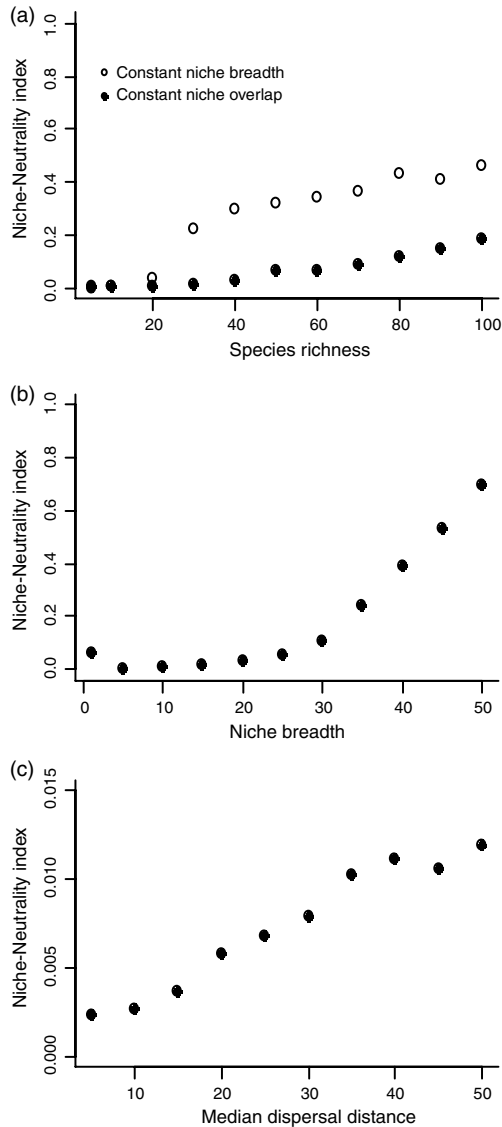 (a)
Niche-Neutrality index
1.0
0.8
0.6
0.4
0.2
0.0
Constant niche breadth
Constant niche overlap
20 40 60 80 100
Species richness
(b)
Niche-Neutrality index
1.0
0.8
0.6
0.4
0.2
0.0
0 10 20 30 40 50
Niche breadth
(c)
Niche-Neutrality index
0.015
0.010
0.005
0.000
10 20 30 40 50
Median dispersal distance